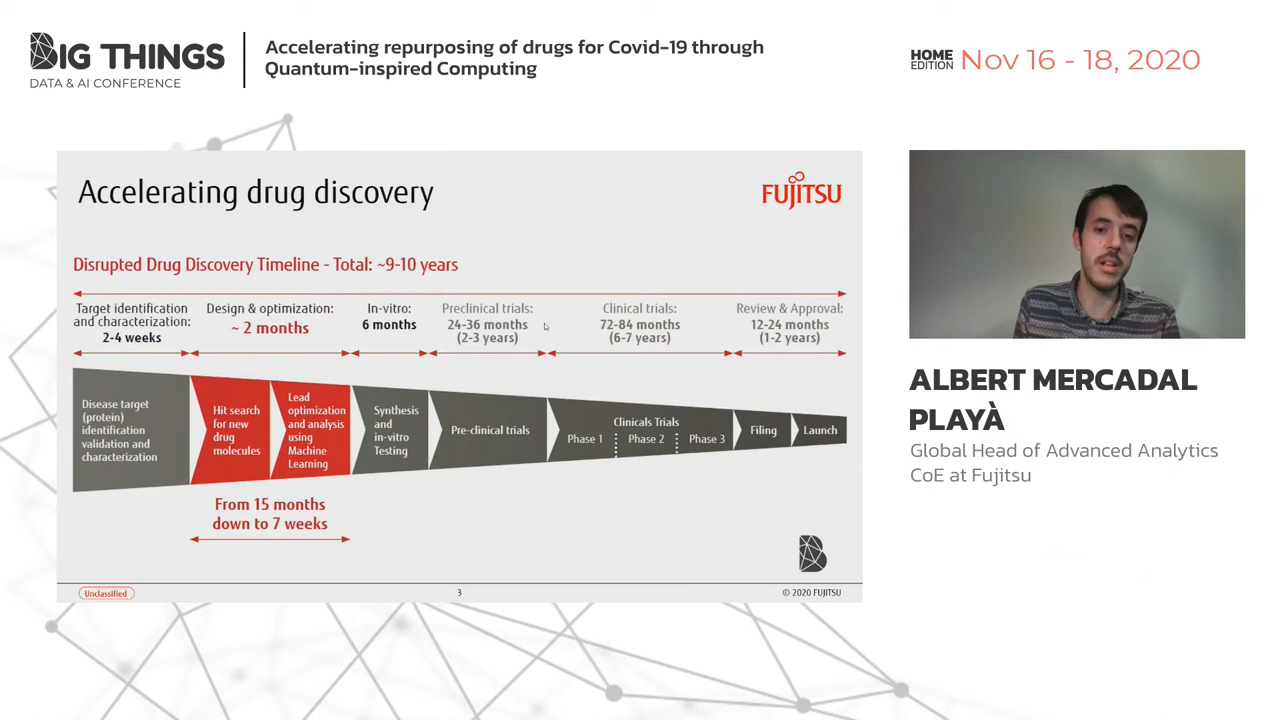 BIG THINGS
DATA & AI CONFERENCE
Accelerating repurposing of drugs for Covid-19 through
Quantum-inspired Computing
HOME
EDITION
Nov 16 - 18, 2020
Accelerating drug discovery
FUJITSU
Disrupted Drug Discovery Timeline - Total: ~9-10 years
Target identification
and characterization:
2-4 weeks
Design & optimization:
~ 2 months
In-vitro:
6 months
Preclinical trials:
24-36 months
(2-3 years)
Clinical trials:
72-84 months
(6-7 years)
Review & Approval:
12-24 months
(1-2 years)
Disease target
(protein)
identification
validation and
characterization
Hit search
for new
drug
molecules
Lead
optimization
and analysis
using
Machine
Learning
Synthesis
and
in-vitro
Testing
Pre-clinical trials
Clinicals Trials
Phase 1
Phase 2
Phase 3
Filing
Launch
From 15 months
down to 7 weeks
B
Unclassified
3
© 2020 FUJITSU
ALBERT MERCADAL
PLAYÀ
Global Head of Advanced Analytics
CoE at Fujitsu